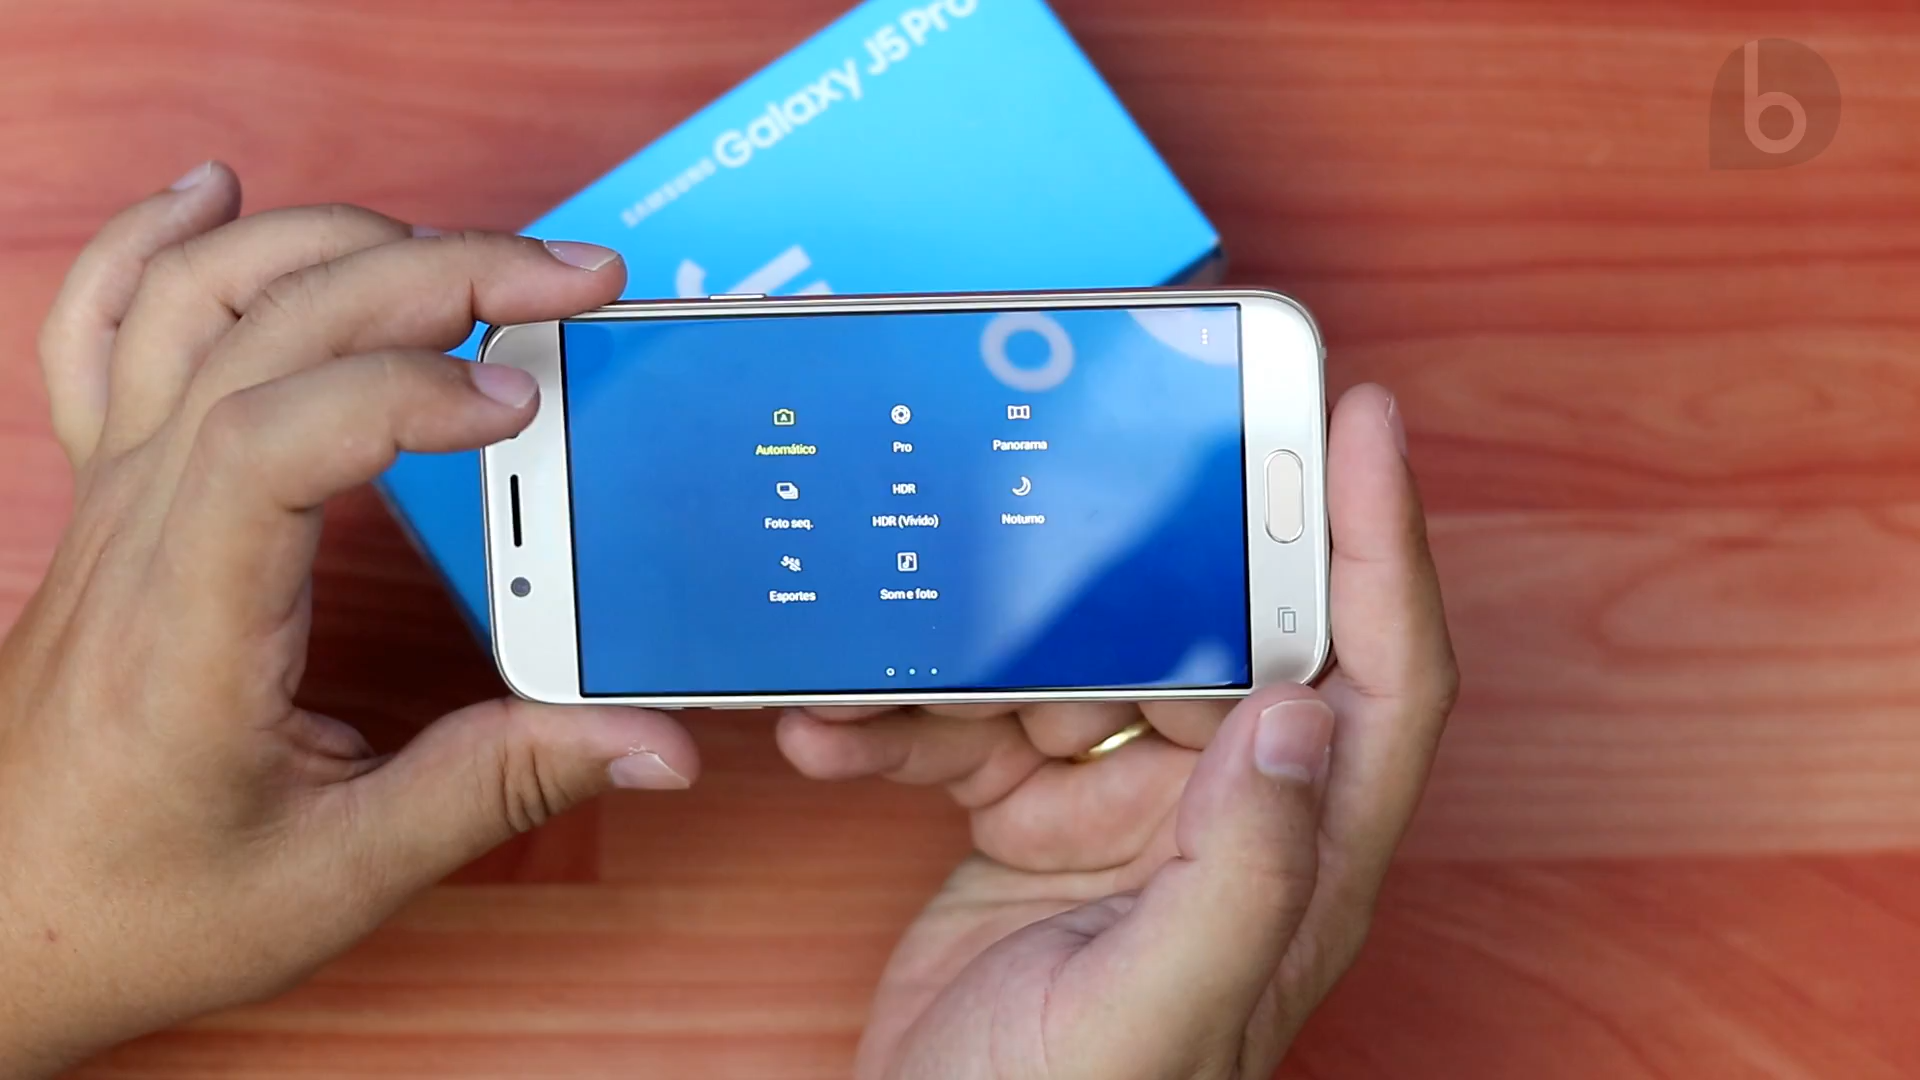 SAMSUNG Galaxy J5 Pro
Automático
Pro
Panorama
Foto seq.
HDR
HDR (Vívido)
Noturno
Esportes
Som e foto
b